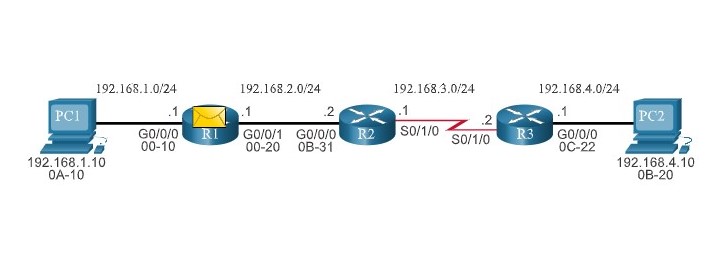 192.168.1.0/24
192.168.2.0/24
192.168.3.0/24
192.168.4.0/24
PC1
.1
R1
.1
.2
R2
.1
.2
R3
.1
PC2
G0/0/0
00-10
G0/0/1
00-20
G0/0/0
0B-31
S0/1/0
S0/1/0
G0/0/0
0C-22
192.168.1.10
0A-10
192.168.4.10
0B-20